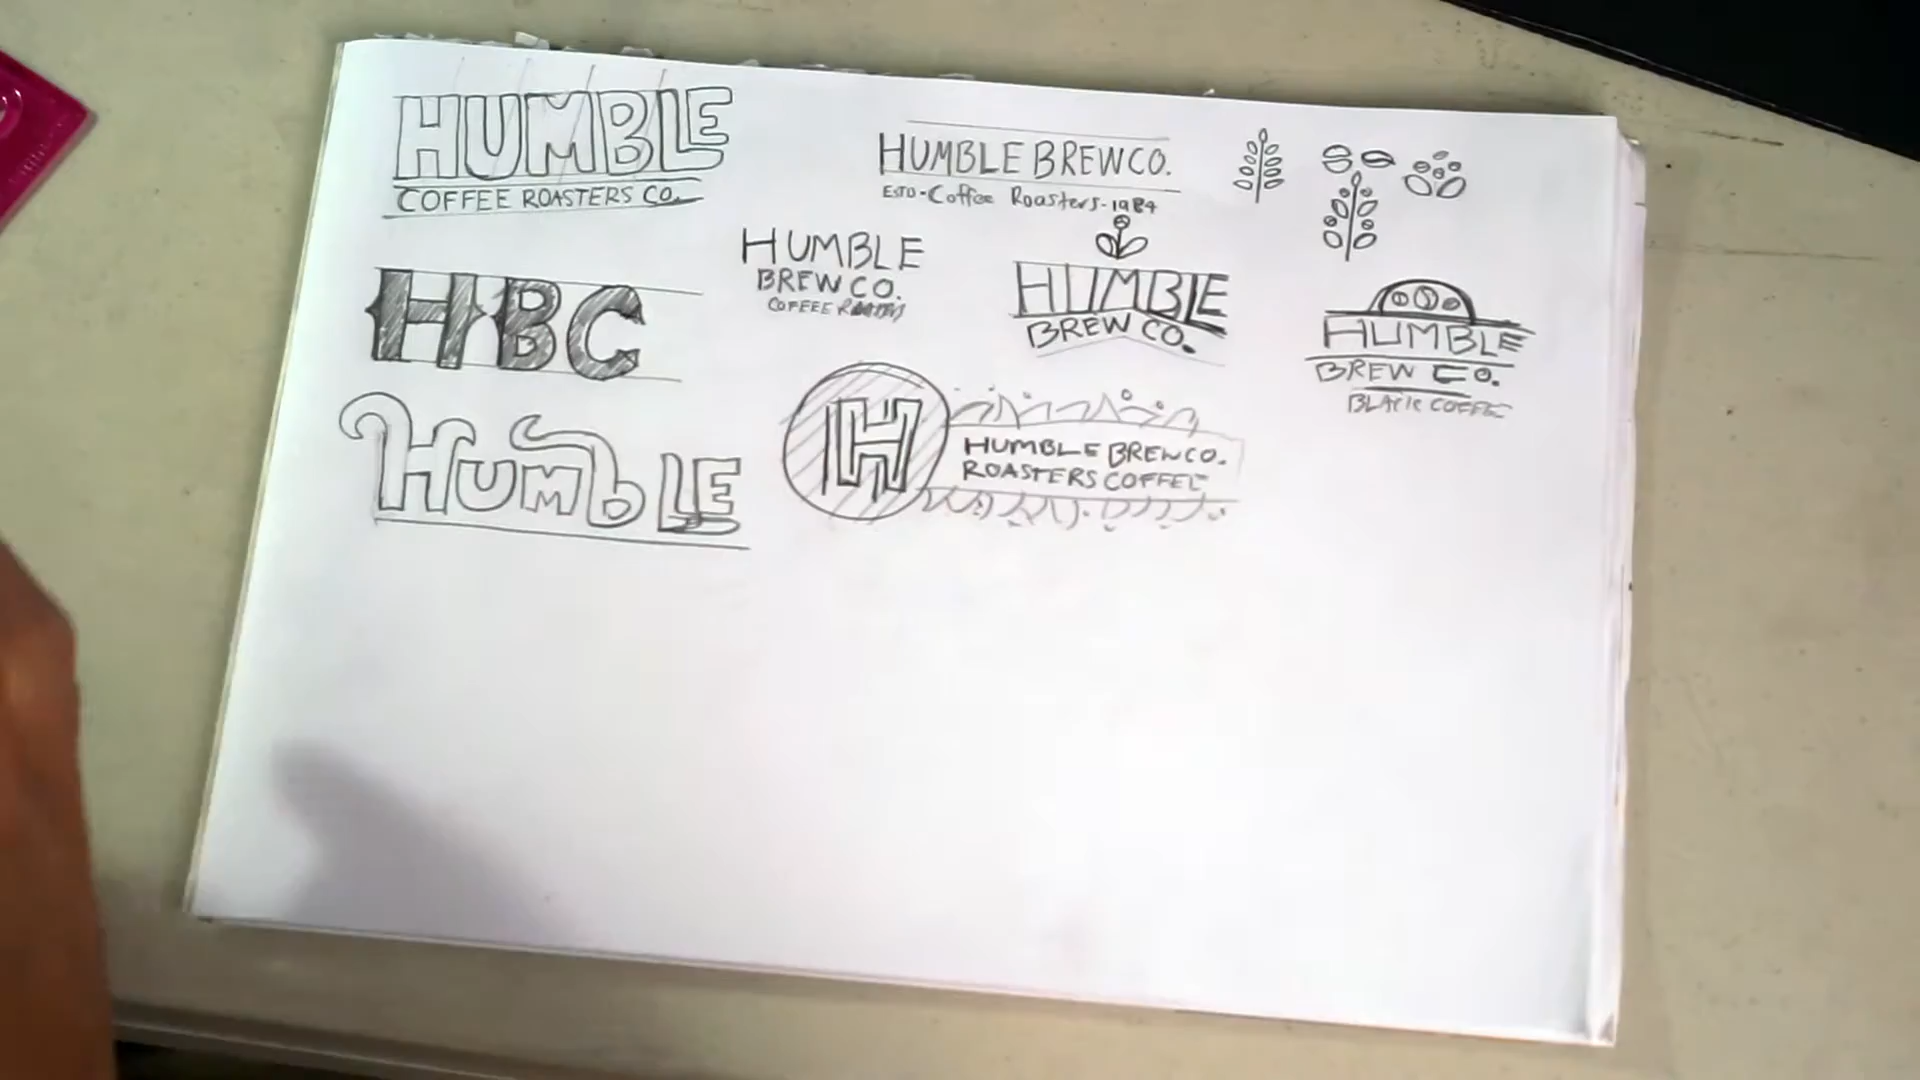 HUMBLE
COFFEE ROASTERS CO.
HUMBLE BREW CO.
ESTD-Coffee Roasters-1984
HUMBLE
BREW CO.
COFFEE
HUMBLE
BREW CO.
HUMBLE
BREW CO.
BLACK COFFEE
HBC
HUMBLE
H
HUMBLE BREW CO.
ROASTERS COFFEE